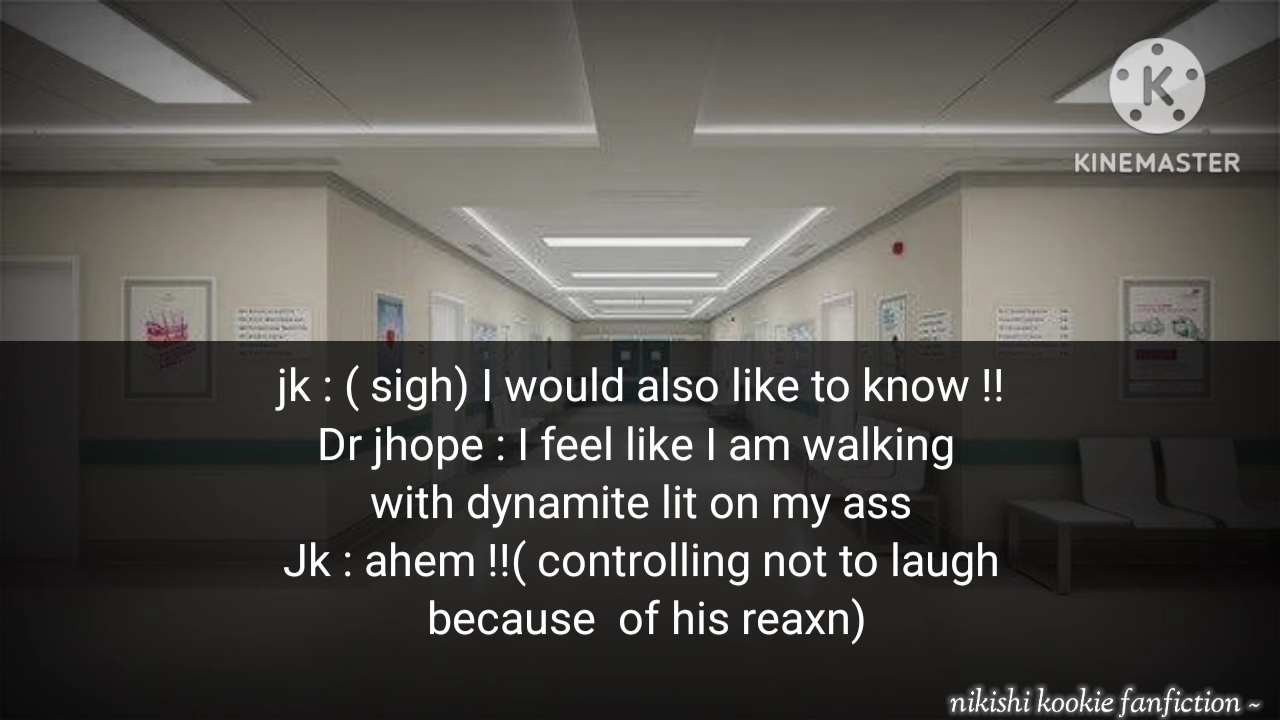 K
KINEMASTER
jk : ( sigh) I would also like to know !!
Dr jhope : I feel like I am walking
with dynamite lit on my ass
Jk : ahem !!( controlling not to laugh
because  of his reaxn)
nikishi kookie fanfiction ~